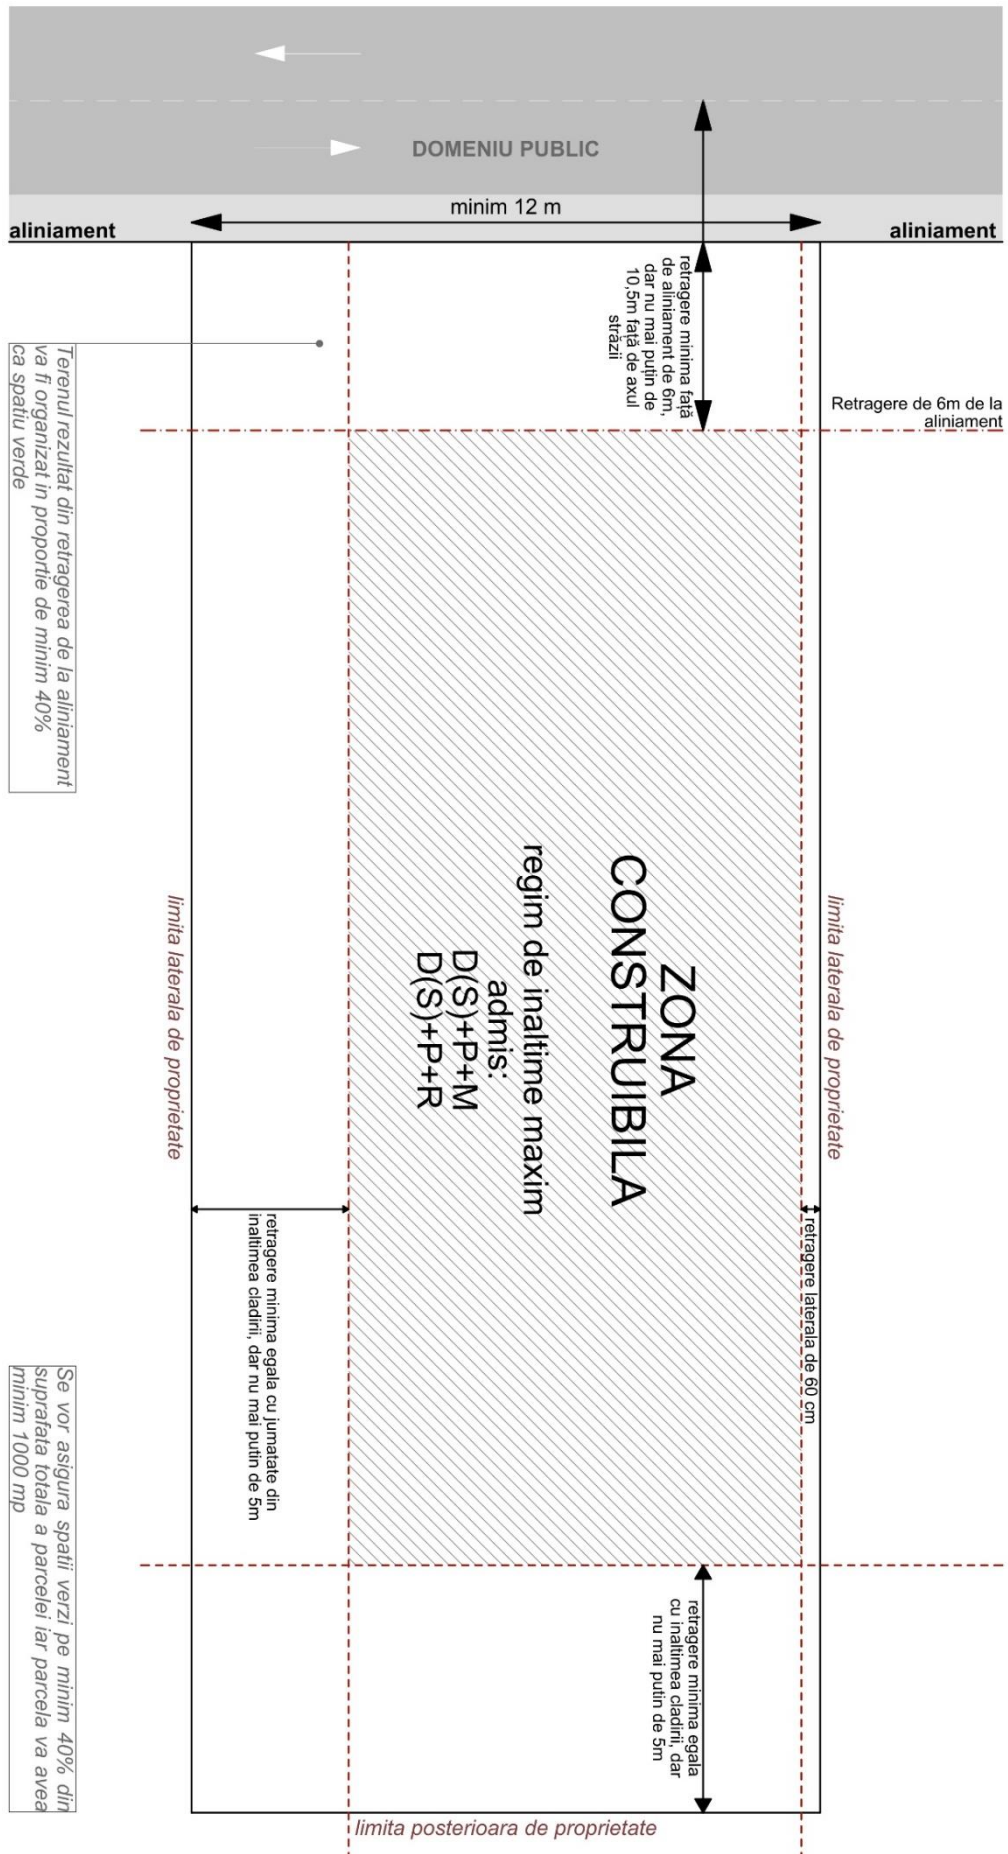 DOMENIU PUBLIC
minim 12 m
aliniament
aliniament
retragere minima față
de aliniament de 6m,
dar nu mai puțin de
10,5m față de axul
străzii
Retragere de 6m de la
aliniament
Terenul rezultat din retragerea de la aliniament
va fi organizat in proportie de minim 40%
ca spatiu verde
ZONA
CONSTRUIBILA
regim de inaltime maxim
admis:
D(S)+P+M
D(S)+P+R
limita laterala de proprietate
limita laterala de proprietate
retragere laterala de 60 cm
retragere minima egala cu jumatate din
inaltimea cladirii, dar nu mai putin de 5m
retragere minima egala
cu inaltimea cladirii, dar
nu mai putin de 5m
Se vor asigura spatii verzi pe minim 40% din
suprafata totala a parcelei iar parcela va avea
minim 1000 mp
limita posterioara de proprietate